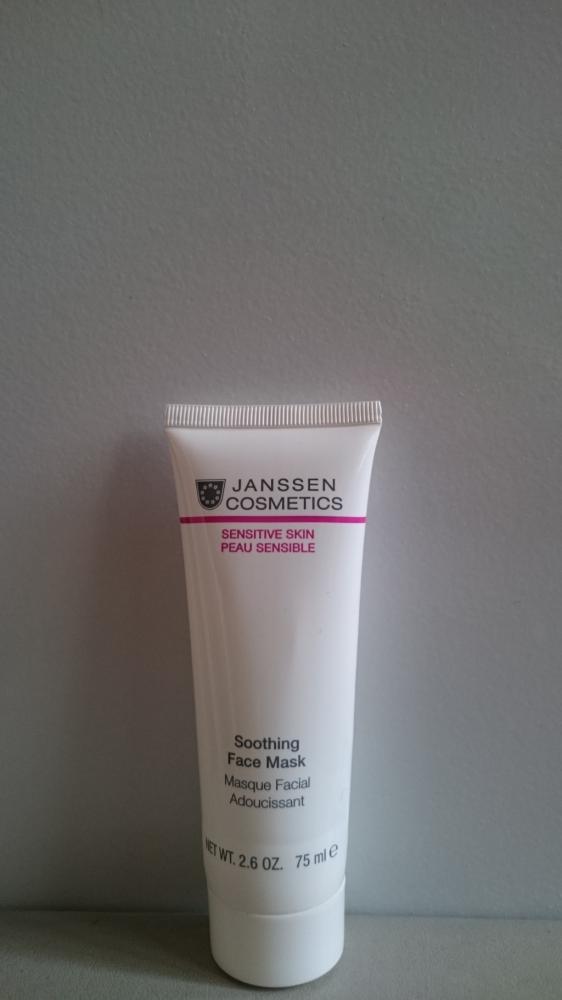 JANSSEN
COSMETICS
SENSITIVE SKIN
PEAU SENSIBLE
Soothing
Face Mask
Masque Facial
Adoucissant
NET WT. 2.6 OZ. 75 ml ℮